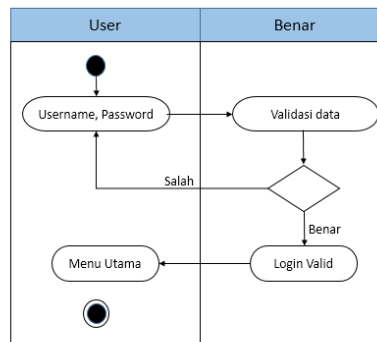 User
Benar
Username, Password
Validasi data
Salah
Benar
Menu Utama
Login Valid